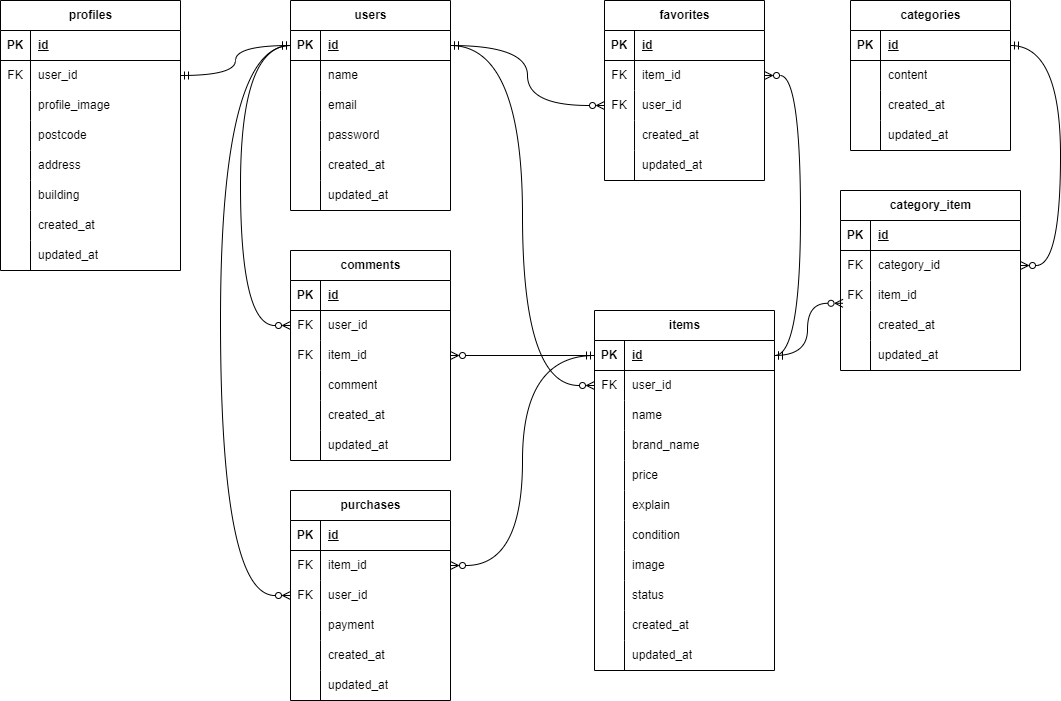 profiles
PK id
FK user_id
profile_image
postcode
address
building
created_at
updated_at
users
PK id
name
email
password
created_at
updated_at
favorites
PK id
FK item_id
FK user_id
created_at
updated_at
categories
PK id
content
created_at
updated_at
category_item
PK id
FK category_id
FK item_id
created_at
updated_at
comments
PK id
FK user_id
FK item_id
comment
created_at
updated_at
items
PK id
FK user_id
name
brand_name
price
explain
condition
image
status
created_at
updated_at
purchases
PK id
FK item_id
FK user_id
payment
created_at
updated_at